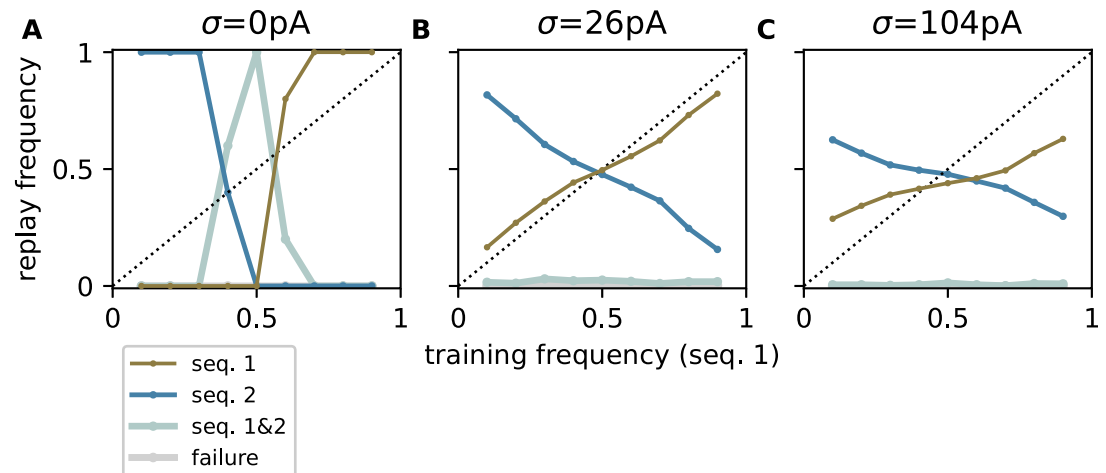 A σ=0pA B σ=26pA C σ=104pA
1
0.5
0
replay frequency
0 0.5 1 0 0.5 1 0 0.5 1
training frequency (seq. 1)
seq. 1
seq. 2
seq. 1&2
failure